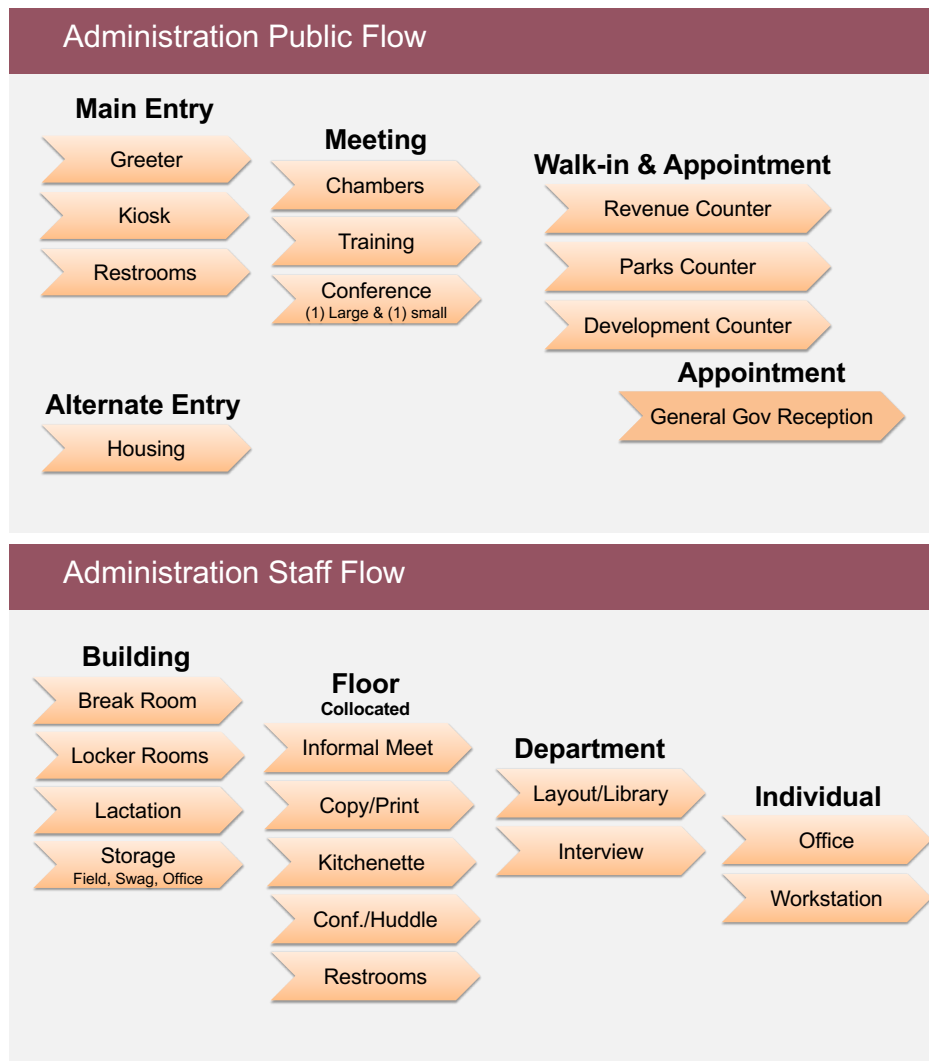 Administration Public Flow
Main Entry
Greeter
Kiosk
Restrooms
Meeting
Chambers
Training
Conference
(1) Large & (1) small
Walk-in & Appointment
Revenue Counter
Parks Counter
Development Counter
Appointment
General Gov Reception
Alternate Entry
Housing
Administration Staff Flow
Building
Break Room
Locker Rooms
Lactation
Storage
Field, Swag, Office
Floor
Collocated
Informal Meet
Copy/Print
Kitchenette
Conf./Huddle
Restrooms
Department
Layout/Library
Interview
Individual
Office
Workstation